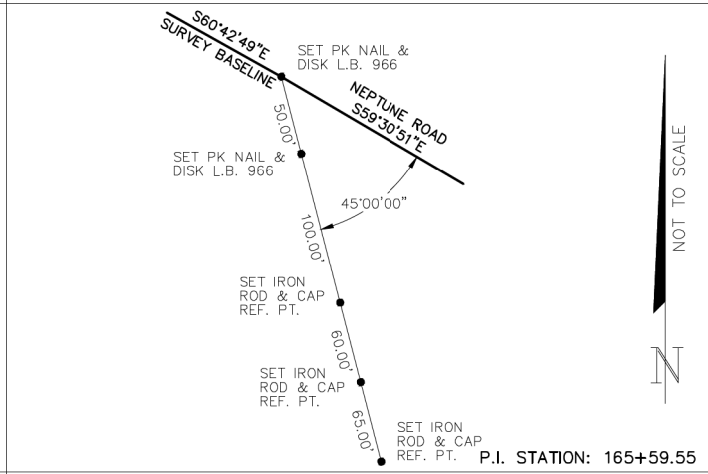 S60°42'49"E
SURVEY BASELINE
SET PK NAIL &
DISK L.B. 966
NEPTUNE ROAD
S59°30'51"E
50.00'
SET PK NAIL &
DISK L.B. 966
45°00'00"
100.00'
NOT TO SCALE
SET IRON
ROD & CAP
REF. PT.
60.00'
N
SET IRON
ROD & CAP
REF. PT.
65.00'
SET IRON
ROD & CAP
REF. PT.
P.I. STATION: 165+59.55